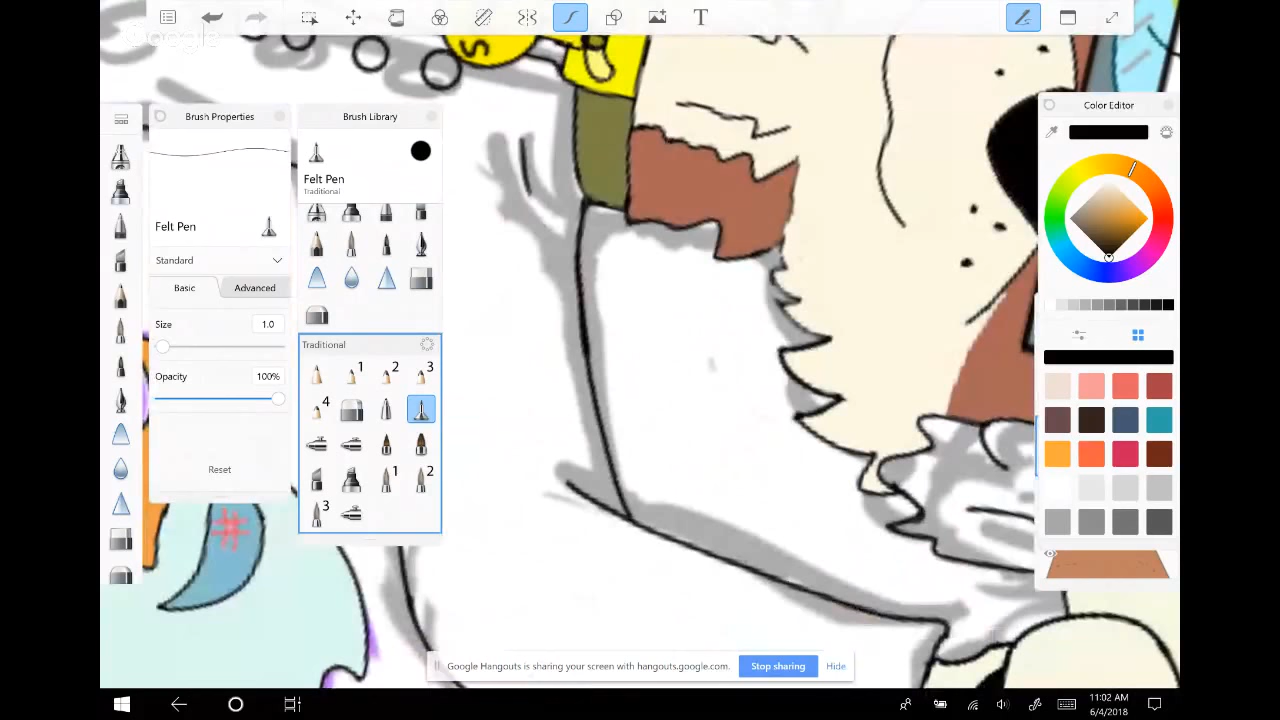 Google
T
S
Brush Properties
Brush Library
Color Editor
Felt Pen
Traditional
Felt Pen
Standard
Basic
Advanced
Size
1.0
Opacity
100%
Reset
Traditional
1 2 3
4
1 2
3
#
Google Hangouts is sharing your screen with hangouts.google.com.
Stop sharing
Hide
11:02 AM
6/4/2018